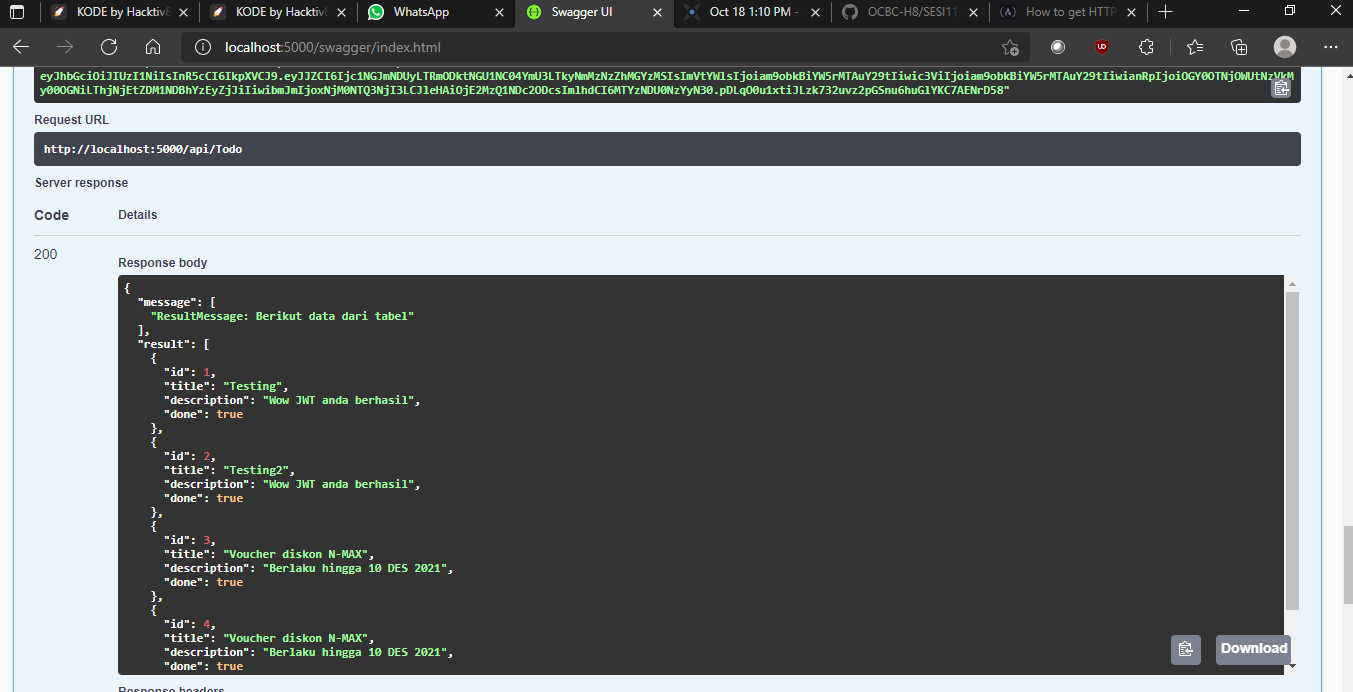 KODE by Hacktiv8
KODE by Hacktiv8
WhatsApp
Swagger UI
Oct 18 1:10 PM -
OCBC-H8/SESI11
How to get HTTP
localhost:5000/swagger/index.html
Request URL
http://localhost:5000/api/Todo
Server response
Code Details
200
Response body
{
"message": [
"ResultMessage: Berikut data dari tabel"
],
"result": [
{
"id": 1,
"title": "Testing",
"description": "Wow JWT anda berhasil",
"done": true
},
{
"id": 2,
"title": "Testing2",
"description": "Wow JWT anda berhasil",
"done": true
},
{
"id": 3,
"title": "Voucher diskon N-MAX",
"description": "Berlaku hingga 10 DES 2021",
"done": true
},
{
"id": 4,
"title": "Voucher diskon N-MAX",
"description": "Berlaku hingga 10 DES 2021",
"done": true
Download
Response headers